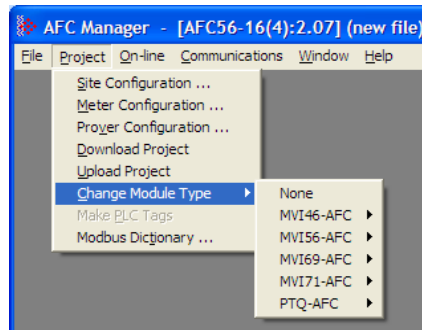 AFC Manager - [AFC56-16(4):2.07] (new file)
File Project On-line Communications Window Help
Site Configuration ...
Meter Configuration ...
Prover Configuration ...
Download Project
Upload Project
Change Module Type
Make PLC Tags
Modbus Dictionary ...
None
MVI46-AFC
MVI56-AFC
MVI69-AFC
MVI71-AFC
PTQ-AFC